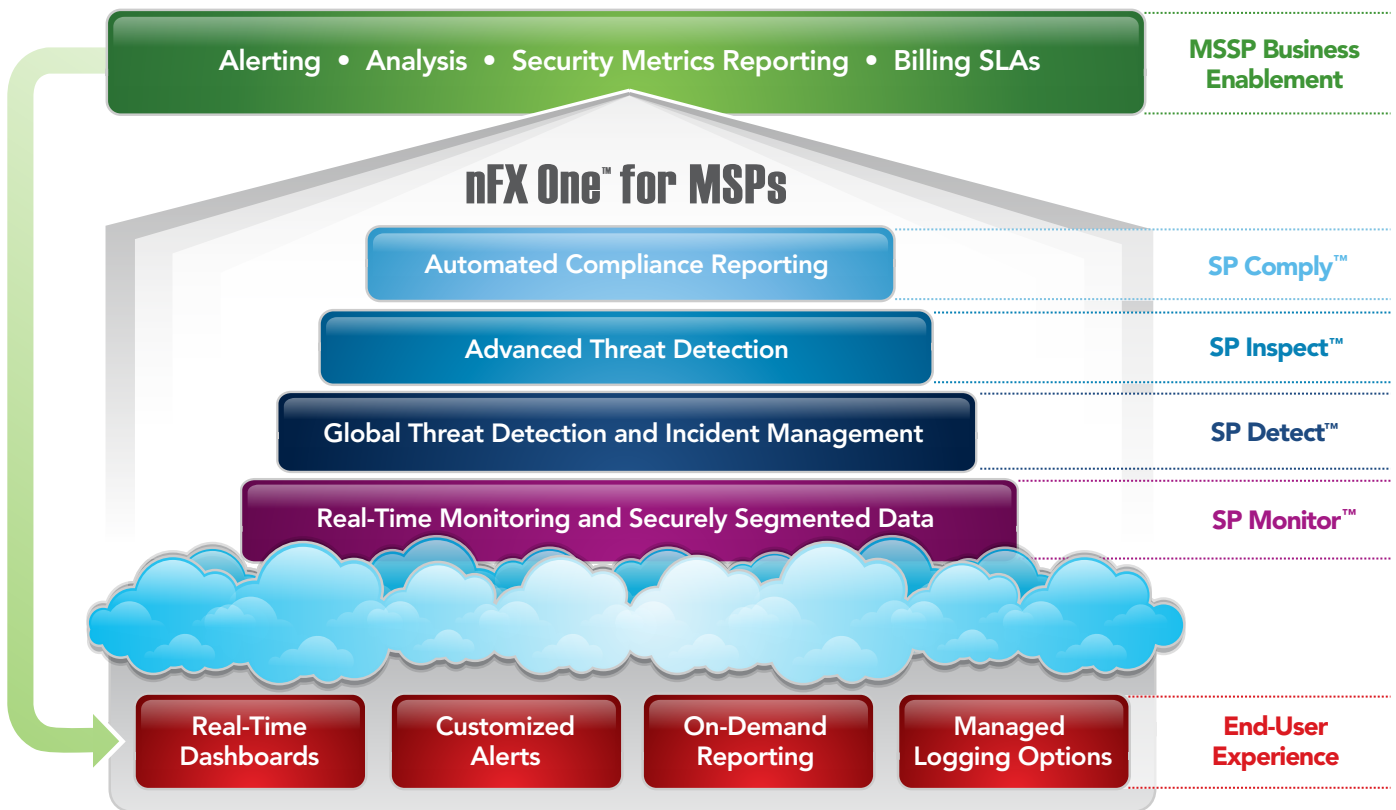 Alerting • Analysis • Security Metrics Reporting • Billing SLAs
MSSP Business
Enablement
nFX One™ for MSPs
Automated Compliance Reporting
SP Comply™
Advanced Threat Detection
SP Inspect™
Global Threat Detection and Incident Management
SP Detect™
Real-Time Monitoring and Securely Segmented Data
SP Monitor™
Real-Time
Dashboards
Customized
Alerts
On-Demand
Reporting
Managed
Logging Options
End-User
Experience